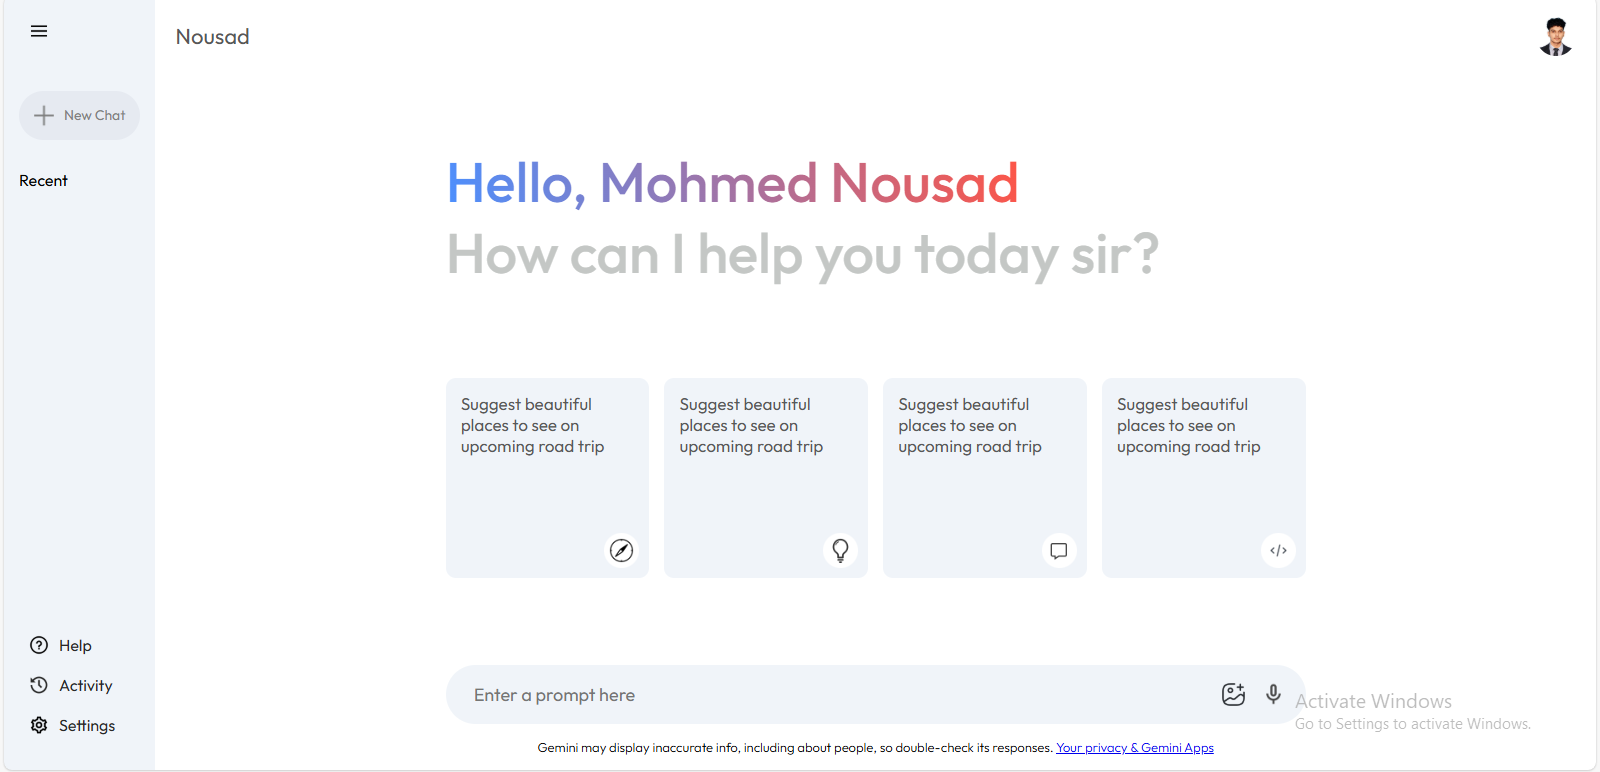 Nousad
New Chat
Recent
Hello, Mohmed Nousad
How can I help you today sir?
Suggest beautiful
places to see on
upcoming road trip
Suggest beautiful
places to see on
upcoming road trip
Suggest beautiful
places to see on
upcoming road trip
Suggest beautiful
places to see on
upcoming road trip
</>
Help
Activity
Settings
Enter a prompt here
Activate Windows
Go to Settings to activate Windows.
Gemini may display inaccurate info, including about people, so double-check its responses. Your privacy & Gemini Apps